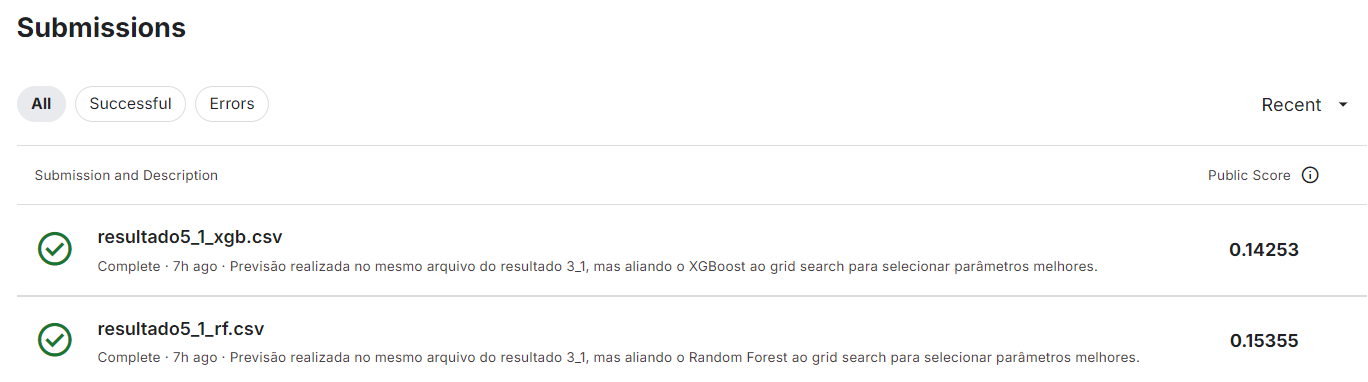 Submissions
All Successful Errors Recent
Submission and Description Public Score
resultado5_1_xgb.csv
Complete · 7h ago · Previsão realizada no mesmo arquivo do resultado 3_1, mas aliando o XGBoost ao grid search para selecionar parâmetros melhores.
0.14253
resultado5_1_rf.csv
Complete · 7h ago · Previsão realizada no mesmo arquivo do resultado 3_1, mas aliando o Random Forest ao grid search para selecionar parâmetros melhores.
0.15355